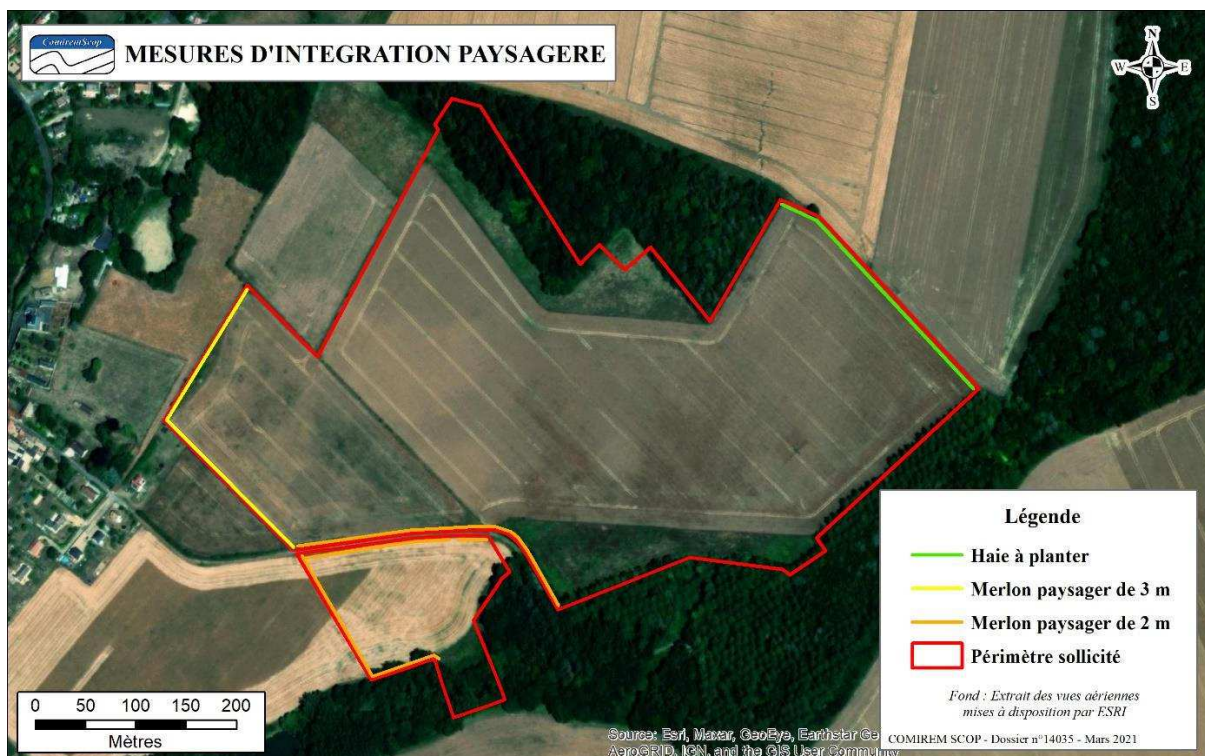 ComiremScop
MESURES D'INTEGRATION PAYSAGERE
N
W E
S
Légende
Haie à planter
Merlon paysager de 3 m
Merlon paysager de 2 m
Périmètre sollicité
Fond : Extrait des vues aériennes
mises à disposition par ESRI
0 50 100 150 200
Mètres
Source: Esri, Maxar, GeoEye, Earthstar Ge
AeroGRID, IGN, and the GIS User Community
COMIREM SCOP - Dossier n°14035 - Mars 2021